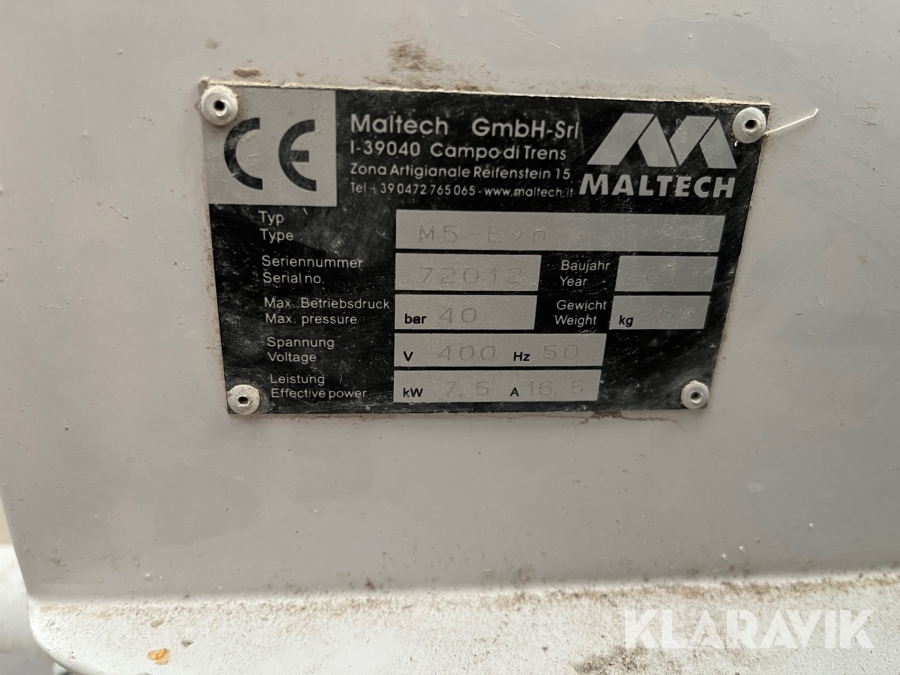 CE
Maltech GmbH-Srl
I-39040 Campo di Trens
Zona Artigianale Reifenstein 15
Tel +39 0472 765 065 - www.maltech.it
MALTECH
Typ
Type
M5-Evo
Seriennummer
Serial no.
72012
Baujahr
Year
Max. Betriebsdruck
Max. pressure
bar 40
Gewicht
Weight
kg
Spannung
Voltage
V 400 Hz 50
Leistung
Effective power
kW 7.5 A 16.5
KLARAVIK